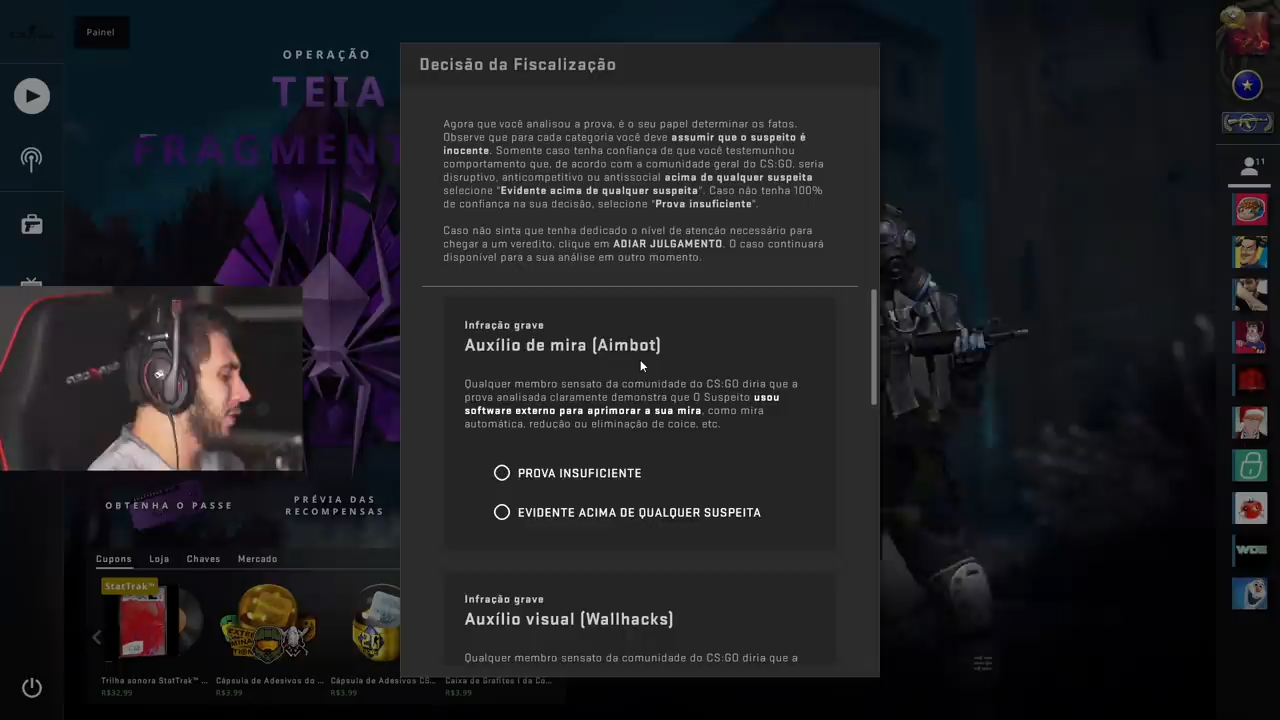 Painel
OPERAÇÃO
TEIA
FRAGMENT
Decisão da Fiscalização
Agora que você analisou a prova, é o seu papel determinar os fatos.
Observe que para cada categoria você deve assumir que o suspeito é
inocente. Somente caso tenha confiança de que você testemunhou
comportamento que, de acordo com a comunidade geral do CS:GO, seria
disruptivo, anticompetitivo ou antissocial acima de qualquer suspeita
selecione "Evidente acima de qualquer suspeita". Caso não tenha 100%
de confiança na sua decisão, selecione "Prova insuficiente".
Caso não sinta que tenha dedicado o nível de atenção necessário para
chegar a um veredito, clique em ADIAR JULGAMENTO. O caso continuará
disponível para a sua análise em outro momento.
Infração grave
Auxílio de mira (Aimbot)
Qualquer membro sensato da comunidade do CS:GO diria que a
prova analisada claramente demonstra que O Suspeito usou
software externo para aprimorar a sua mira, como mira
automática, redução ou eliminação de coice, etc.
PROVA INSUFICIENTE
EVIDENTE ACIMA DE QUALQUER SUSPEITA
Infração grave
Auxílio visual (Wallhacks)
Qualquer membro sensato da comunidade do CS:GO diria que a
OBTENHA O PASSE
PRÉVIA DAS
RECOMPENSAS
Cupons Loja Chaves Mercado
StatTrak™
Trilha sonora StatTrak™ ... Cápsula de Adesivos do ... Cápsula de Adesivos CS... Caixa de Grafites I da Co...
R$32,99 R$3,99 R$3,99 R$3,99
11